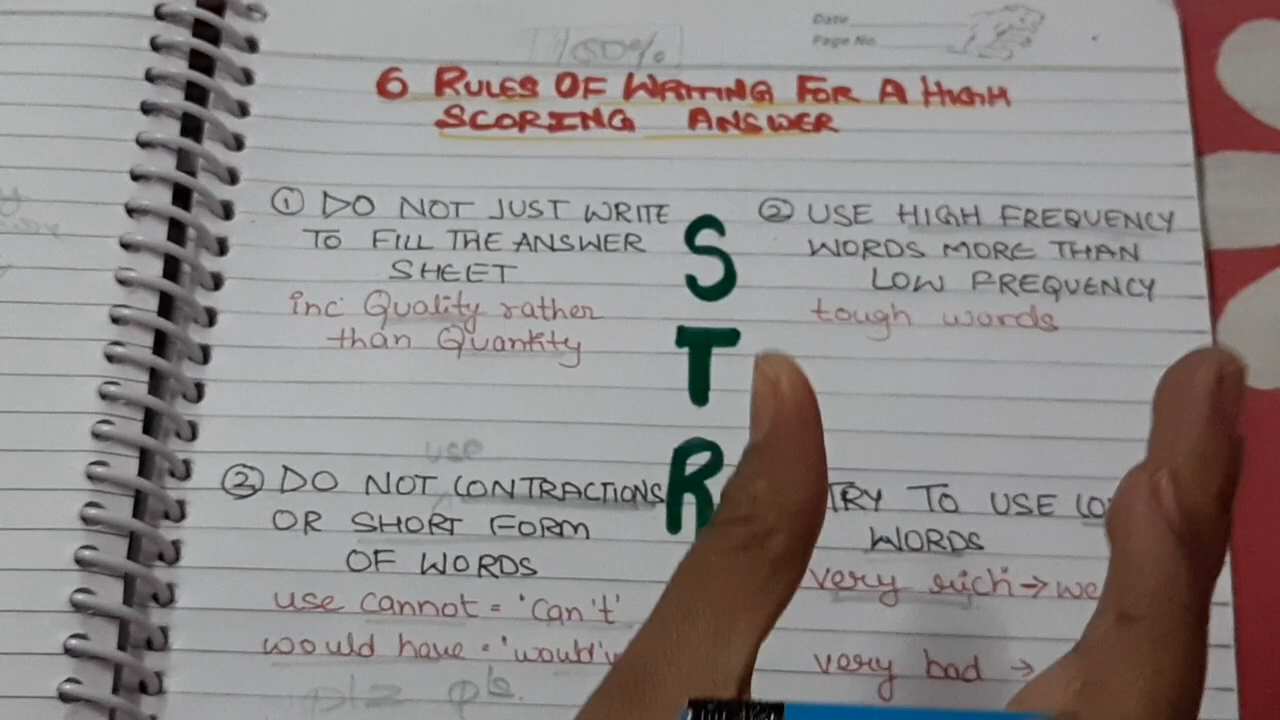 Date
Page No.
100%
6 RULES OF WRITING FOR A HIGH
SCORING ANSWER
① DO NOT JUST WRITE
TO FILL THE ANSWER
SHEET
inc Quality rather
than Quantity
② USE HIGH FREQUENCY
WORDS MORE THAN
LOW FREQUENCY
tough words
S
T
R
use
③ DO NOT CONTRACTIONS
OR SHORT FORM
OF WORDS
use cannot = 'can't'
would have = 'would'v
plz
TRY TO USE
WORDS
very rich →
very bad →